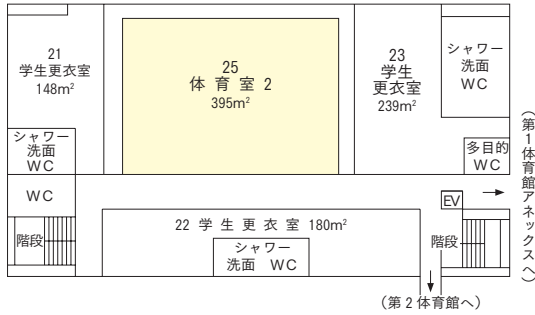 21
学生更衣室
148m²
シャワー
洗面
WC
WC
階段
25
体育室2
395m²
23
学生
更衣室
239m²
シャワー
洗面
WC
多目的
WC
EV
22 学生更衣室 180m²
シャワー
洗面 WC
階段
（第1体育館アネックスへ）
（第2体育館へ）